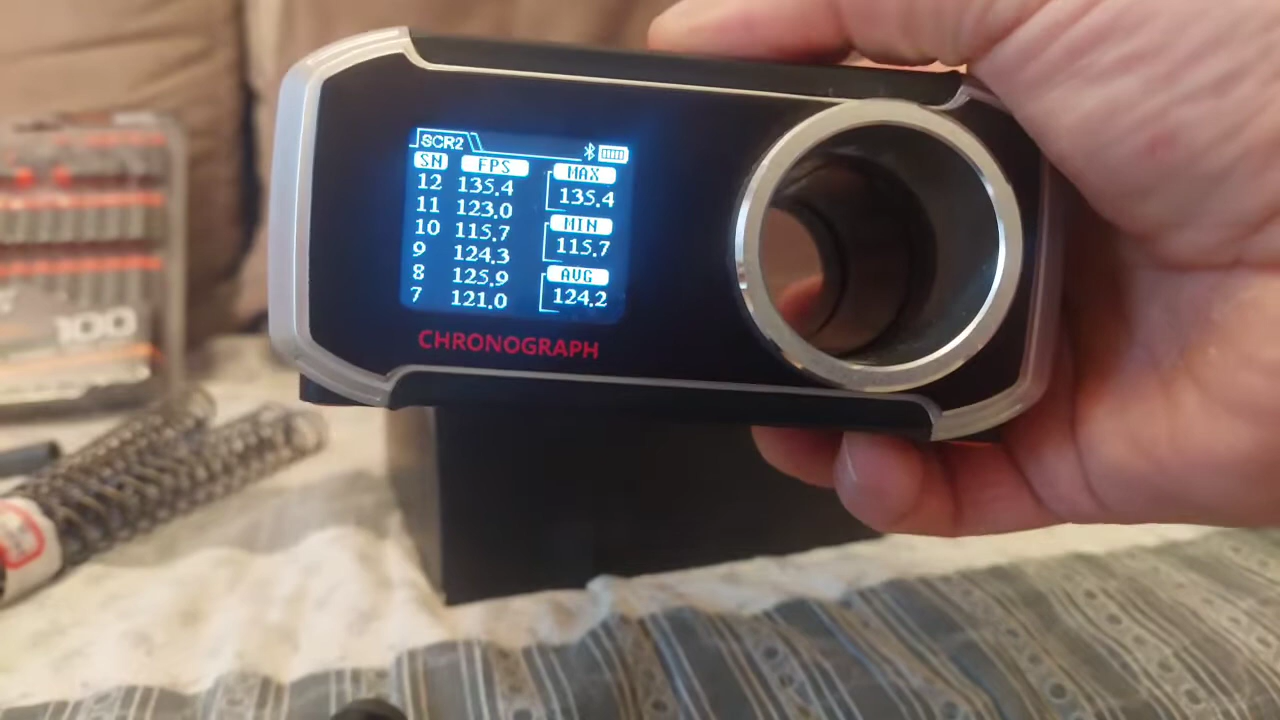 SCR2
SN FPS
12 135.4
11 123.0
10 115.7
9 124.3
8 125.9
7 121.0
MAX
135.4
MIN
115.7
AVG
124.2
CHRONOGRAPH
100